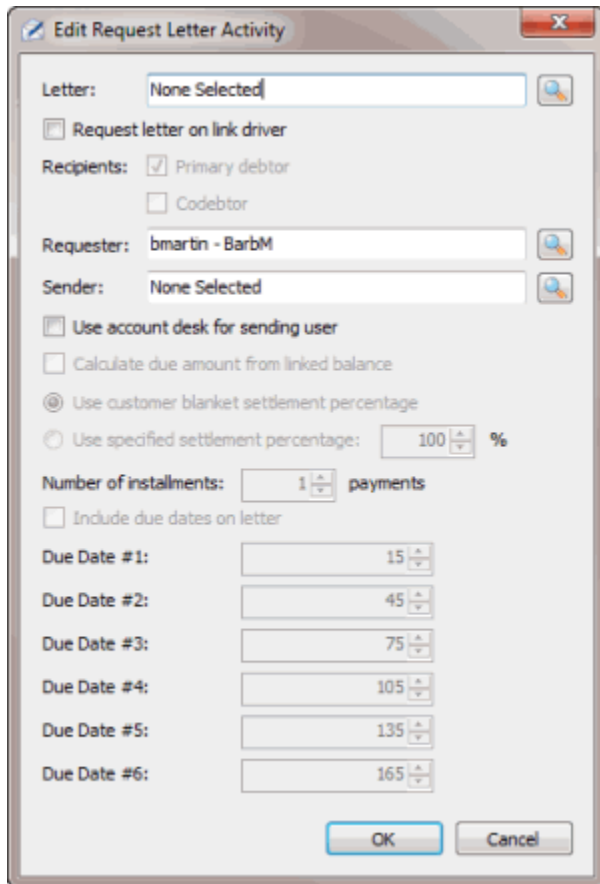 Edit Request Letter Activity
Letter: None Selected
Request letter on link driver
Recipients: Primary debtor
Codebtor
Requester: bmartin - BarbM
Sender: None Selected
Use account desk for sending user
Calculate due amount from linked balance
Use customer blanket settlement percentage
Use specified settlement percentage: 100 %
Number of installments: 1 payments
Include due dates on letter
Due Date #1: 15
Due Date #2: 45
Due Date #3: 75
Due Date #4: 105
Due Date #5: 135
Due Date #6: 165
OK Cancel